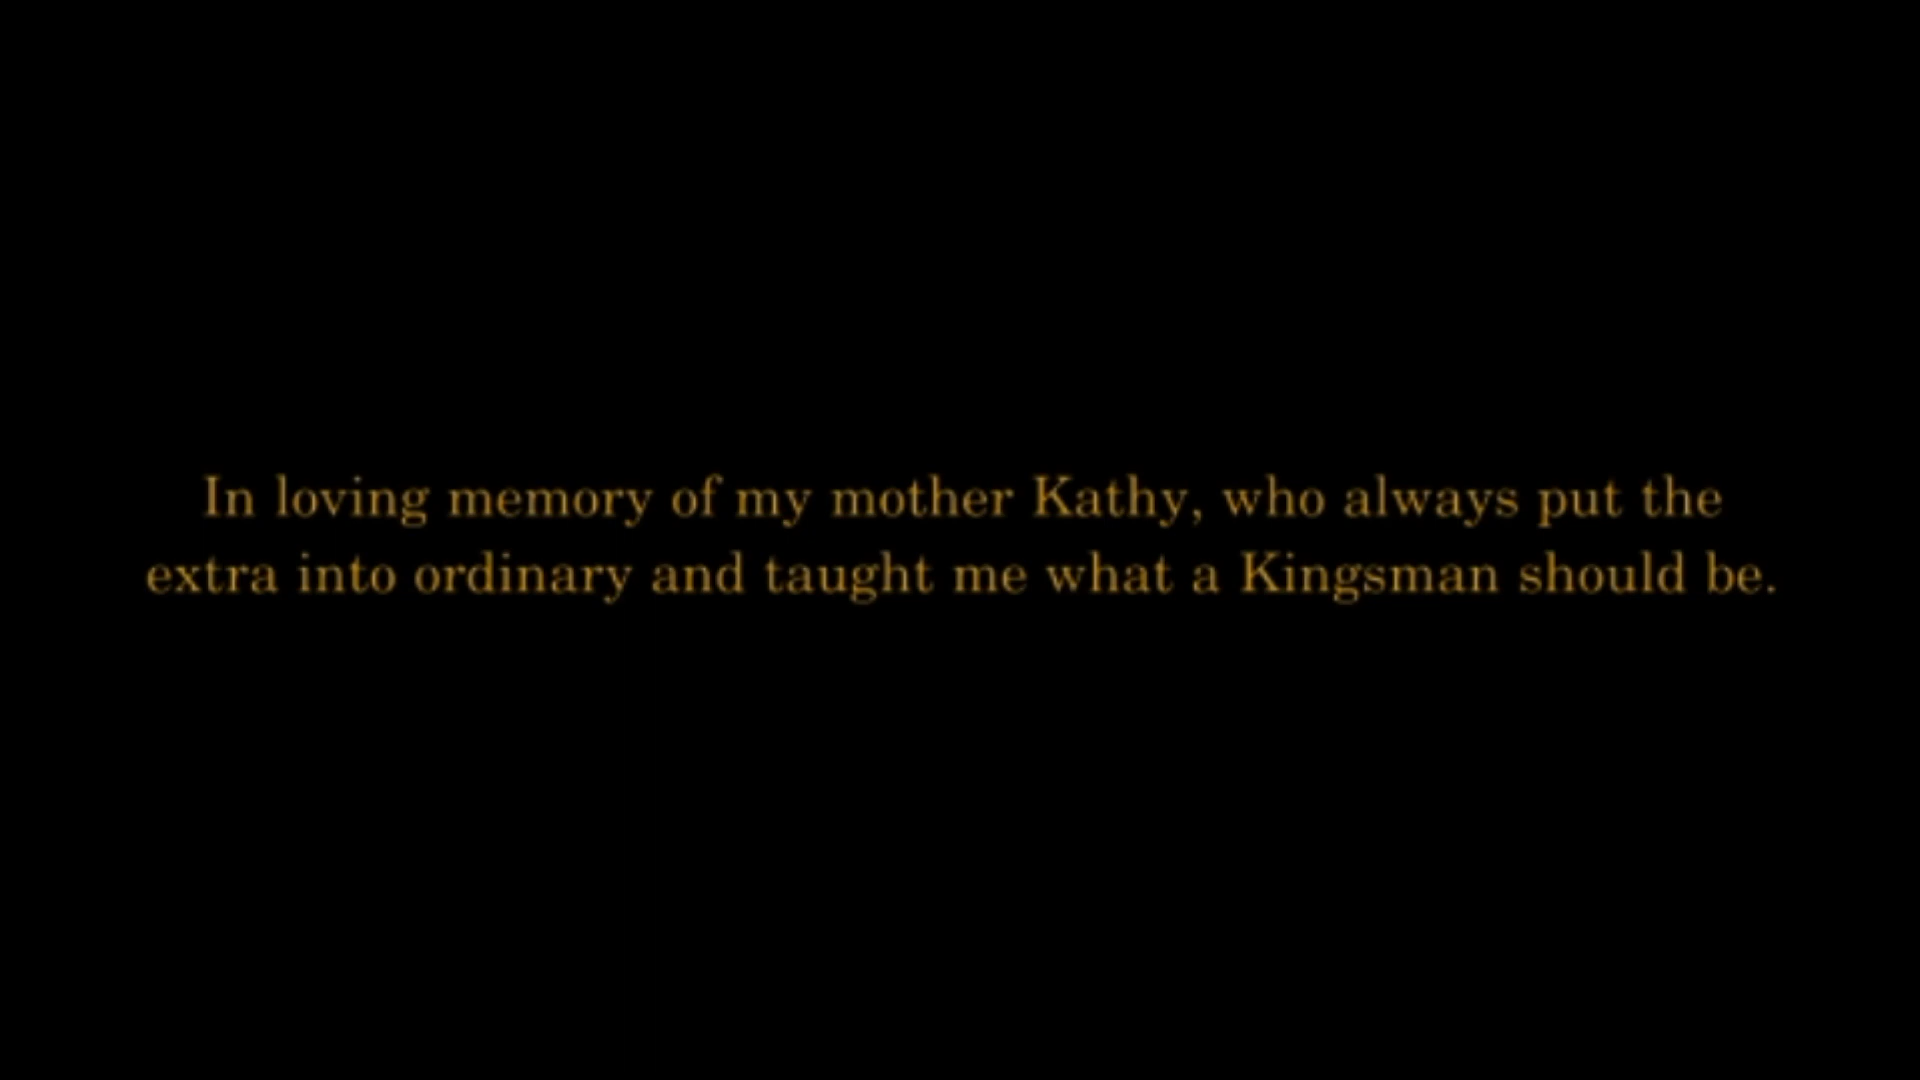 In loving memory of my mother Kathy, who always put the
extra into ordinary and taught me what a Kingsman should be.